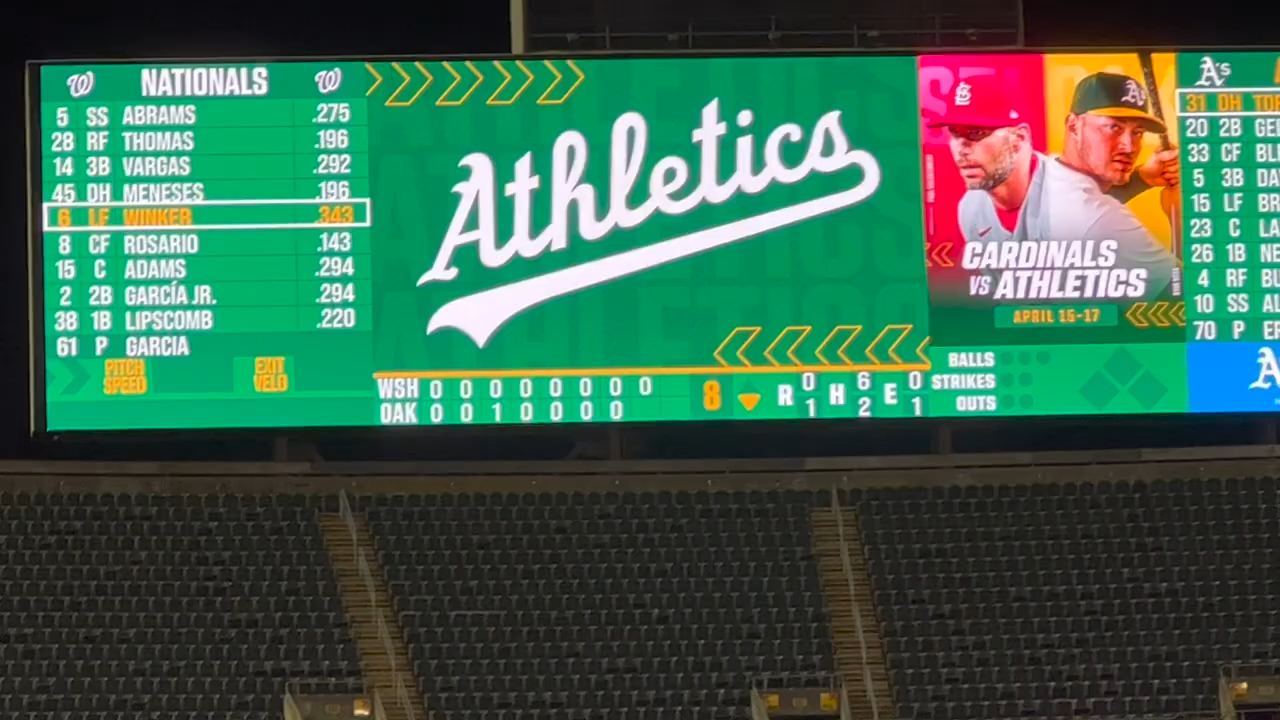 NATIONALS
5 SS ABRAMS .275
28 RF THOMAS .196
14 3B VARGAS .292
45 DH MENESES .196
6 LF WINKER .343
8 CF ROSARIO .143
15 C ADAMS .294
2 2B GARCÍA JR. .294
38 1B LIPSCOMB .220
61 P GARCIA
PITCH SPEED
EXIT VELO
Athletics
WSH 0 0 0 0 0 0 0 0
OAK 0 0 1 0 0 0 0
8
R H E
0 6 0
1 2 1
CARDINALS
VS ATHLETICS
APRIL 15-17
BALLS
STRIKES
OUTS
A's
31 DH
20 2B
33 CF
5 3B
15 LF
23 C
26 1B
4 RF
10 SS
70 P